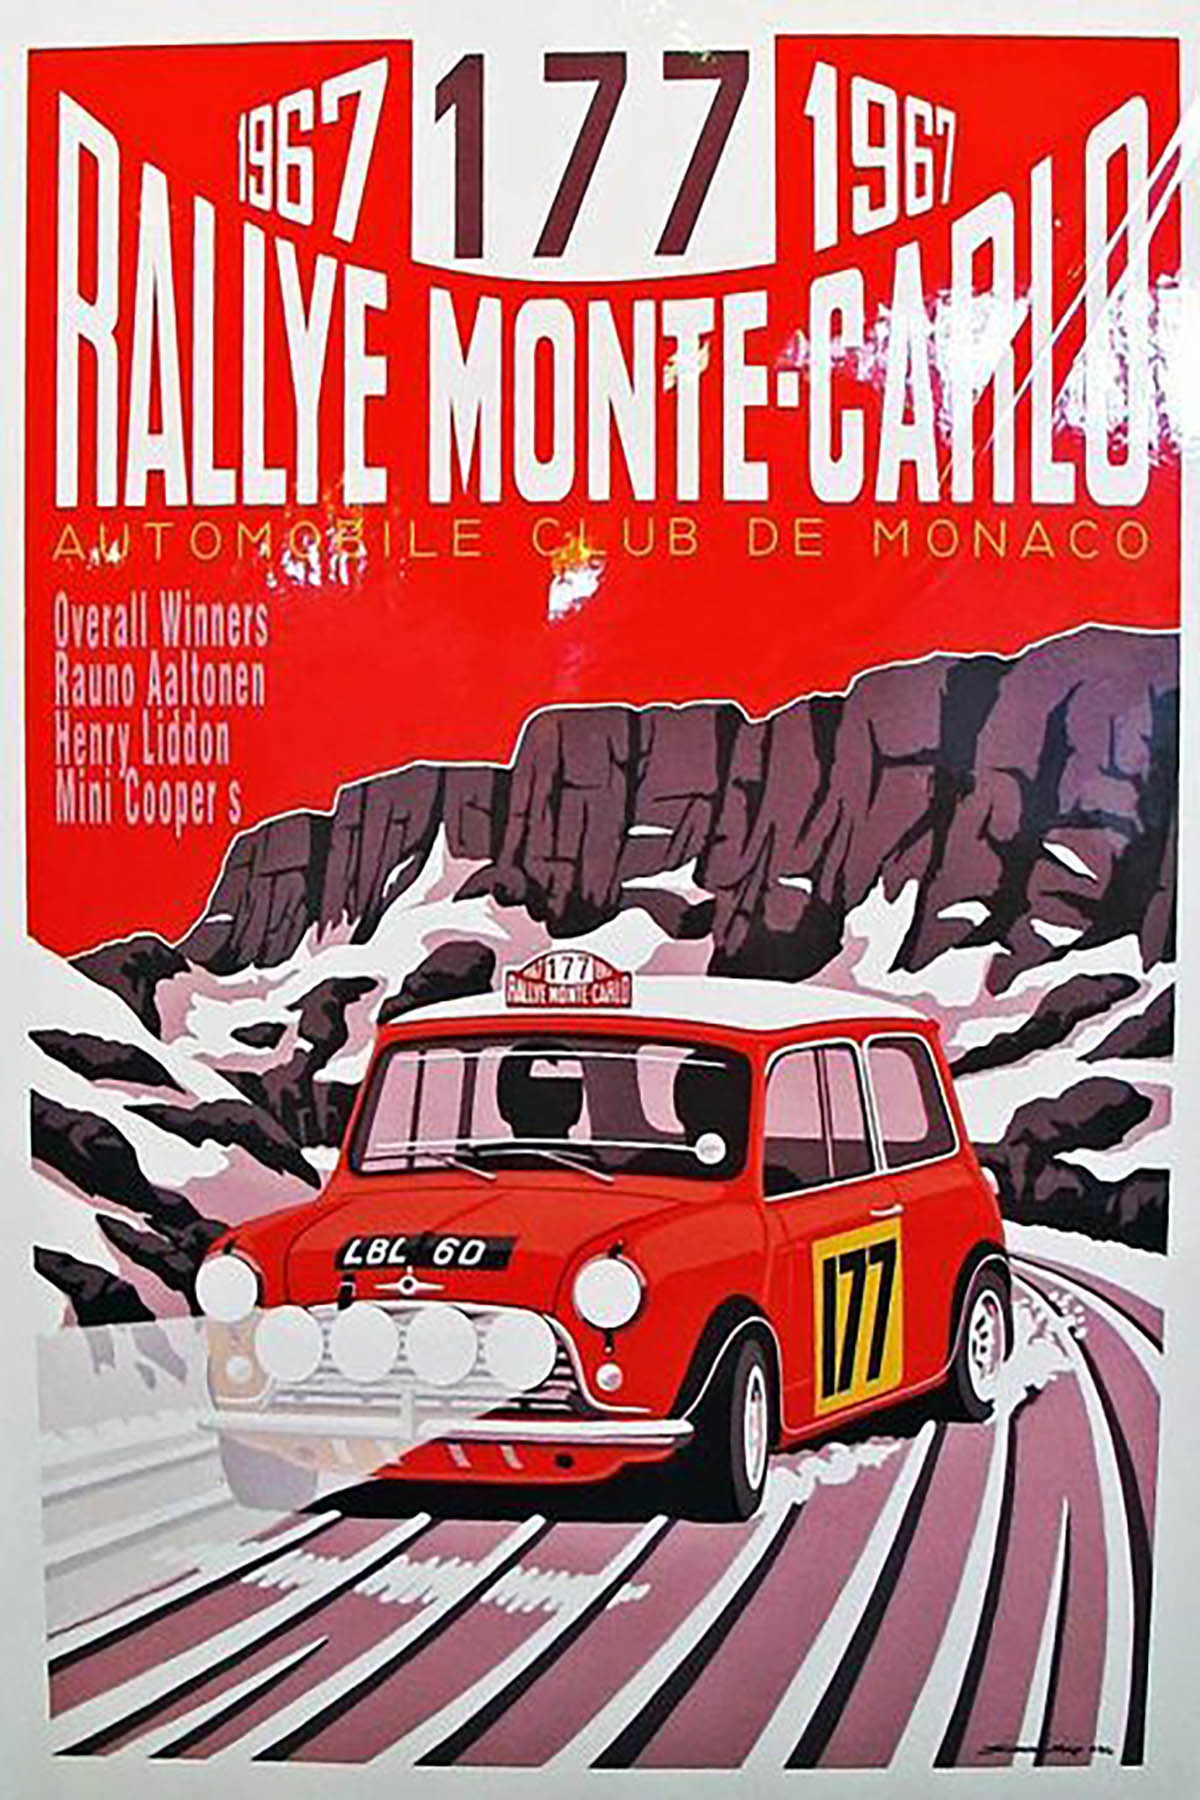 1967 177 1967
RALLYE MONTE-CARLO
AUTOMOBILE CLUB DE MONACO
Overall Winners
Rauno Aaltonen
Henry Liddon
Mini Cooper s
177
RALLYE MONTE-CARLO
LBL 6D
177